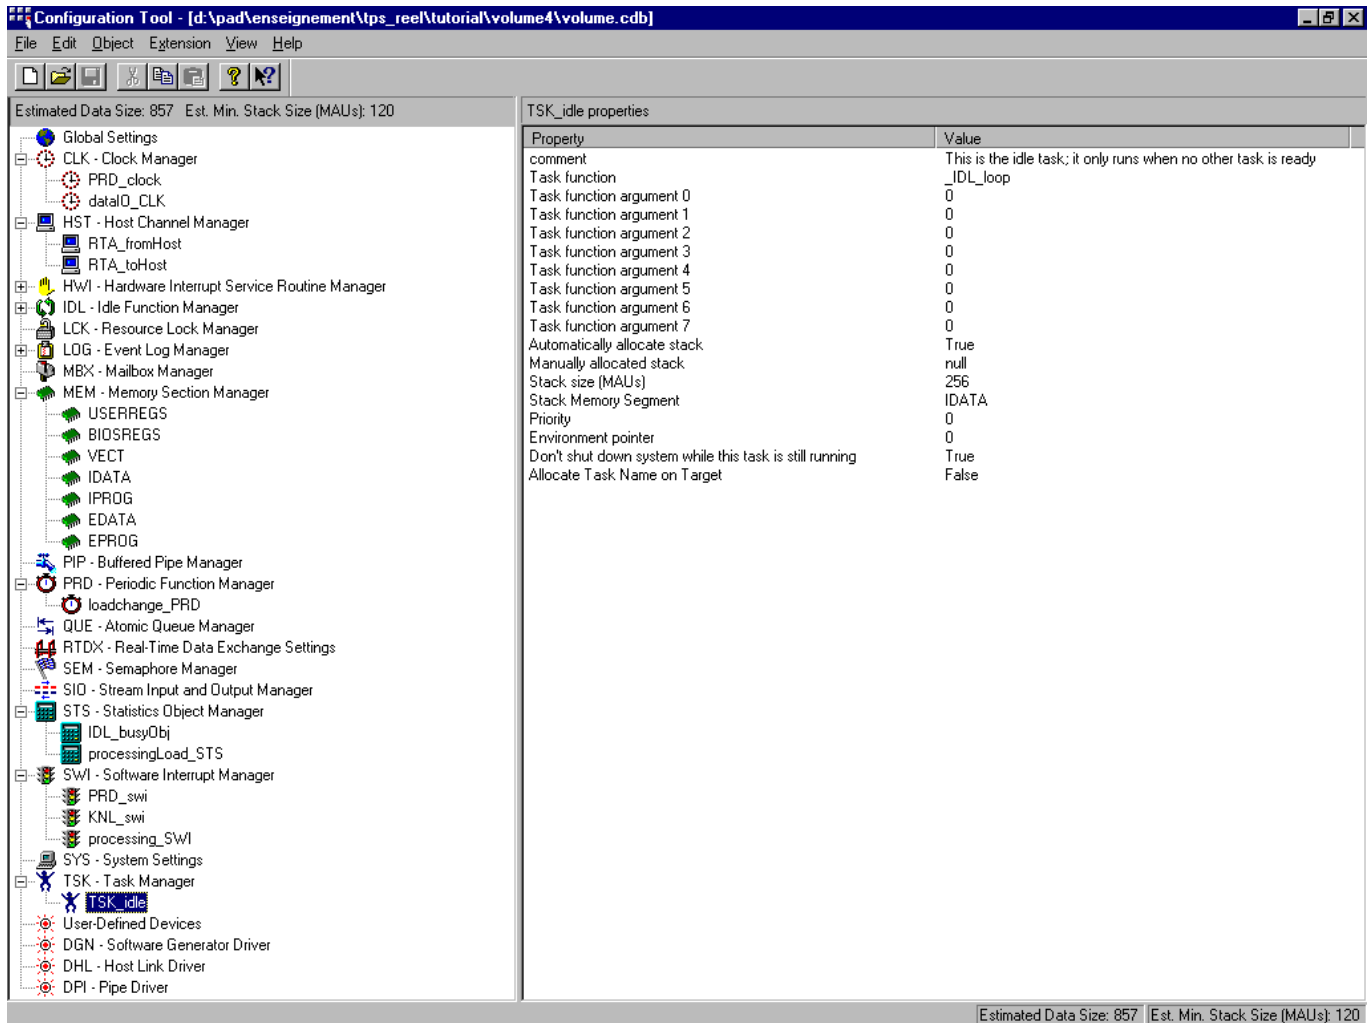 Configuration Tool - [d:\pad\enseignement\tps_reel\tutorial\volume4\volume.cdb]
File Edit Object Extension View Help
Estimated Data Size: 857 Est. Min. Stack Size (MAUs): 120
Global Settings
CLK - Clock Manager
PRD_clock
dataIO_CLK
HST - Host Channel Manager
RTA_fromHost
RTA_toHost
HWI - Hardware Interrupt Service Routine Manager
IDL - Idle Function Manager
LCK - Resource Lock Manager
LOG - Event Log Manager
MBX - Mailbox Manager
MEM - Memory Section Manager
USERREGS
BIOSREGS
VECT
IDATA
IPROG
EDATA
EPROG
PIP - Buffered Pipe Manager
PRD - Periodic Function Manager
loadchange_PRD
QUE - Atomic Queue Manager
RTDX - Real-Time Data Exchange Settings
SEM - Semaphore Manager
SIO - Stream Input and Output Manager
STS - Statistics Object Manager
IDL_busyObj
processingLoad_STS
SWI - Software Interrupt Manager
PRD_swi
KNL_swi
processing_SWI
SYS - System Settings
TSK - Task Manager
TSK_idle
User-Defined Devices
DGN - Software Generator Driver
DHL - Host Link Driver
DPI - Pipe Driver
TSK_idle properties
Property Value
comment This is the idle task; it only runs when no other task is ready
Task function _IDL_loop
Task function argument 0 0
Task function argument 1 0
Task function argument 2 0
Task function argument 3 0
Task function argument 4 0
Task function argument 5 0
Task function argument 6 0
Task function argument 7 0
Automatically allocate stack True
Manually allocated stack null
Stack size (MAUs) 256
Stack Memory Segment IDATA
Priority 0
Environment pointer 0
Don't shut down system while this task is still running True
Allocate Task Name on Target False
Estimated Data Size: 857 Est. Min. Stack Size (MAUs): 120